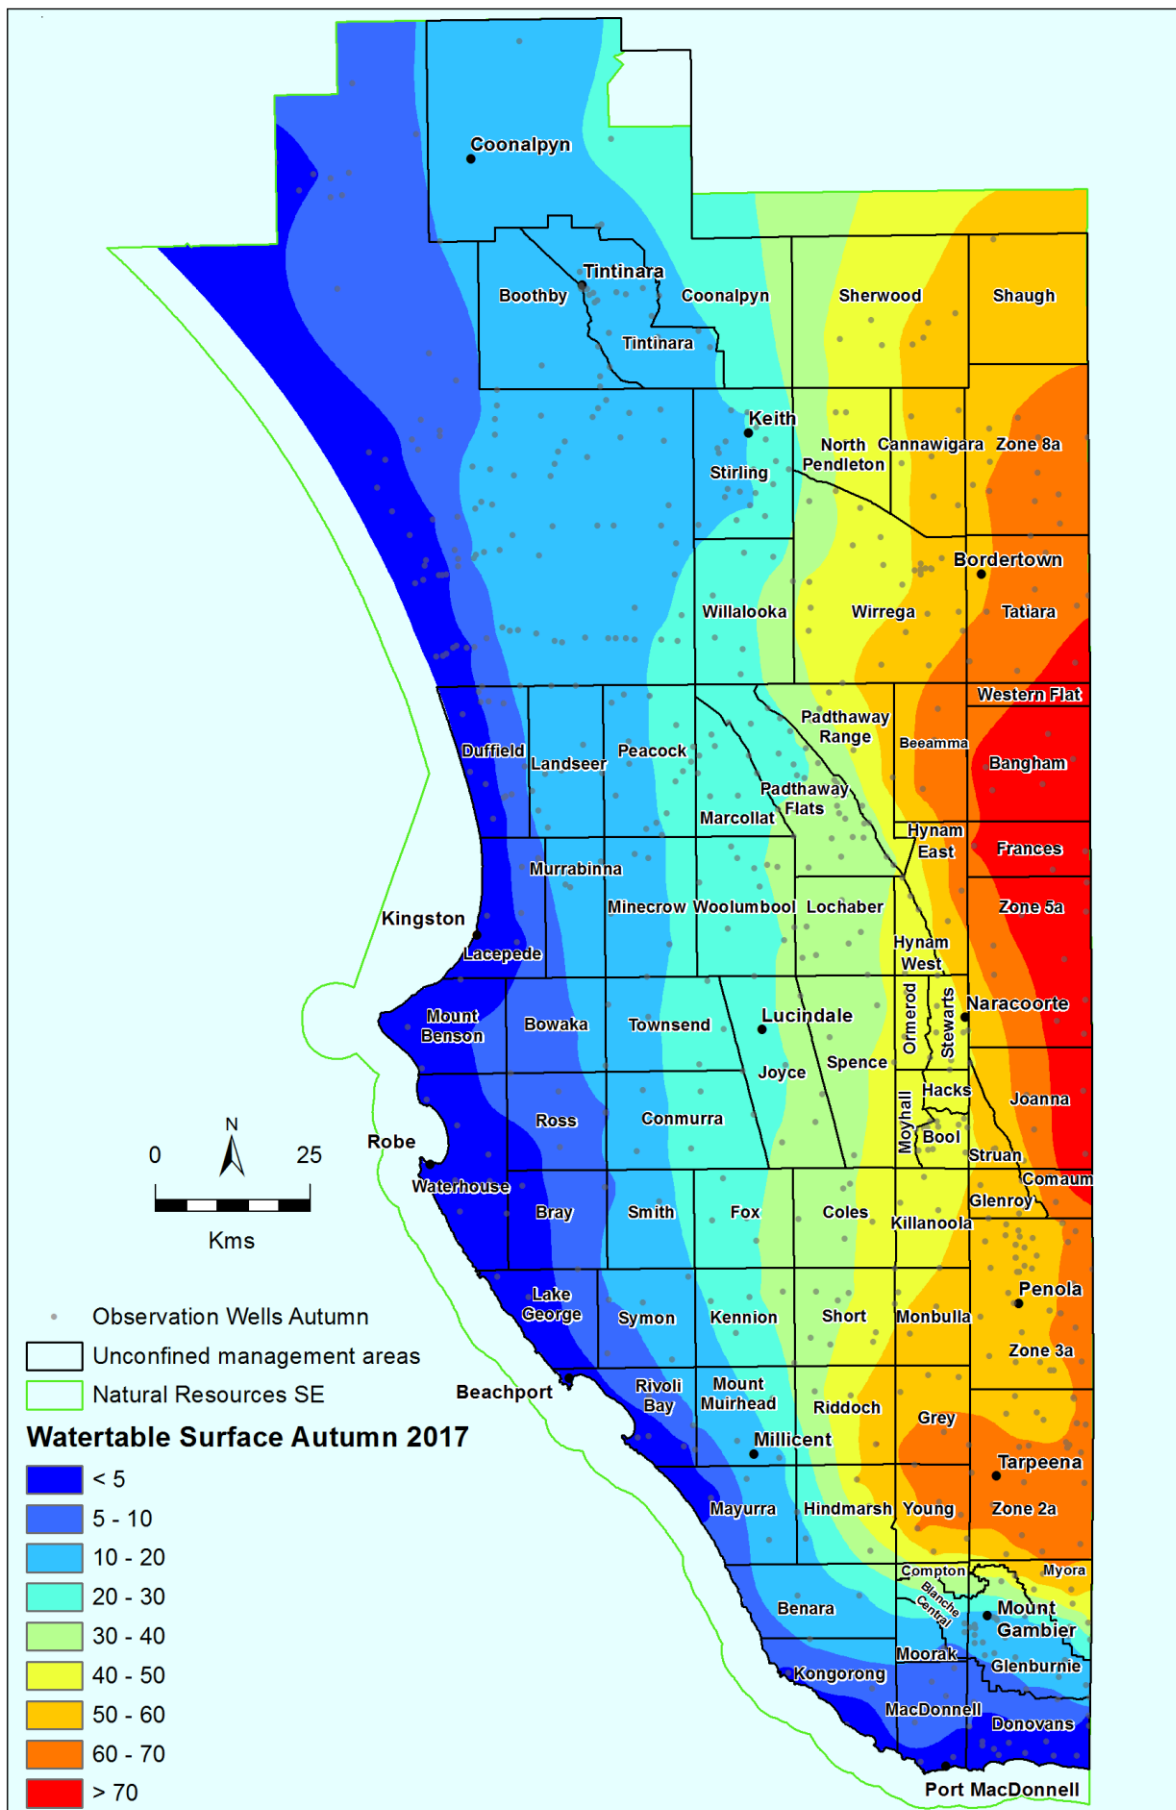 Coonalpyn
Tintinara
Boothby
Coonalpyn
Sherwood
Shaugh
Tintinara
Keith
North
Pendleton
Cannawigara
Zone 8a
Stirling
Bordertown
Willalooka
Wirrega
Tatiara
Western Flat
Padthaway
Range
Beeamma
Duffield
Landseer
Peacock
Bangham
Padthaway
Flats
Marcollat
Hynam
East
Frances
Murrabinna
Minecrow
Woolumbool
Lochaber
Zone 5a
Kingston
Lacepede
Hynam
West
Mount
Benson
Bowaka
Townsend
Lucindale
Ormerod
Stewarts
Naracoorte
Joyce
Spence
Hacks
Joanna
Ross
Conmurra
Moyhall
Bool
Robe
Struan
Waterhouse
Comaum
Bray
Smith
Fox
Coles
Killanoola
Glenroy
N
0
25
Kms
Lake
George
Symon
Kennion
Short
Monbulla
Penola
Zone 3a
Observation Wells Autumn
Unconfined management areas
Natural Resources SE
Beachport
Rivoli
Bay
Mount
Muirhead
Riddoch
Grey
Millicent
Tarpeena
Mayurra
Hindmarsh
Young
Zone 2a
Watertable Surface Autumn 2017
< 5
5 - 10
10 - 20
20 - 30
30 - 40
40 - 50
50 - 60
60 - 70
> 70
Compton
Myora
Blanche
Central
Benara
Mount
Gambier
Moorak
Glenburnie
Kongorong
MacDonnell
Donovans
Port MacDonnell